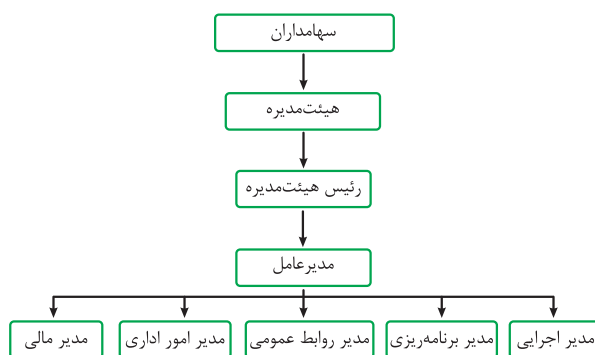 سهامداران
هیئت‌مدیره
رئیس هیئت‌مدیره
مدیرعامل
مدیر اجرایی
مدیر برنامه‌ریزی
مدیر روابط عمومی
مدیر امور اداری
مدیر مالی